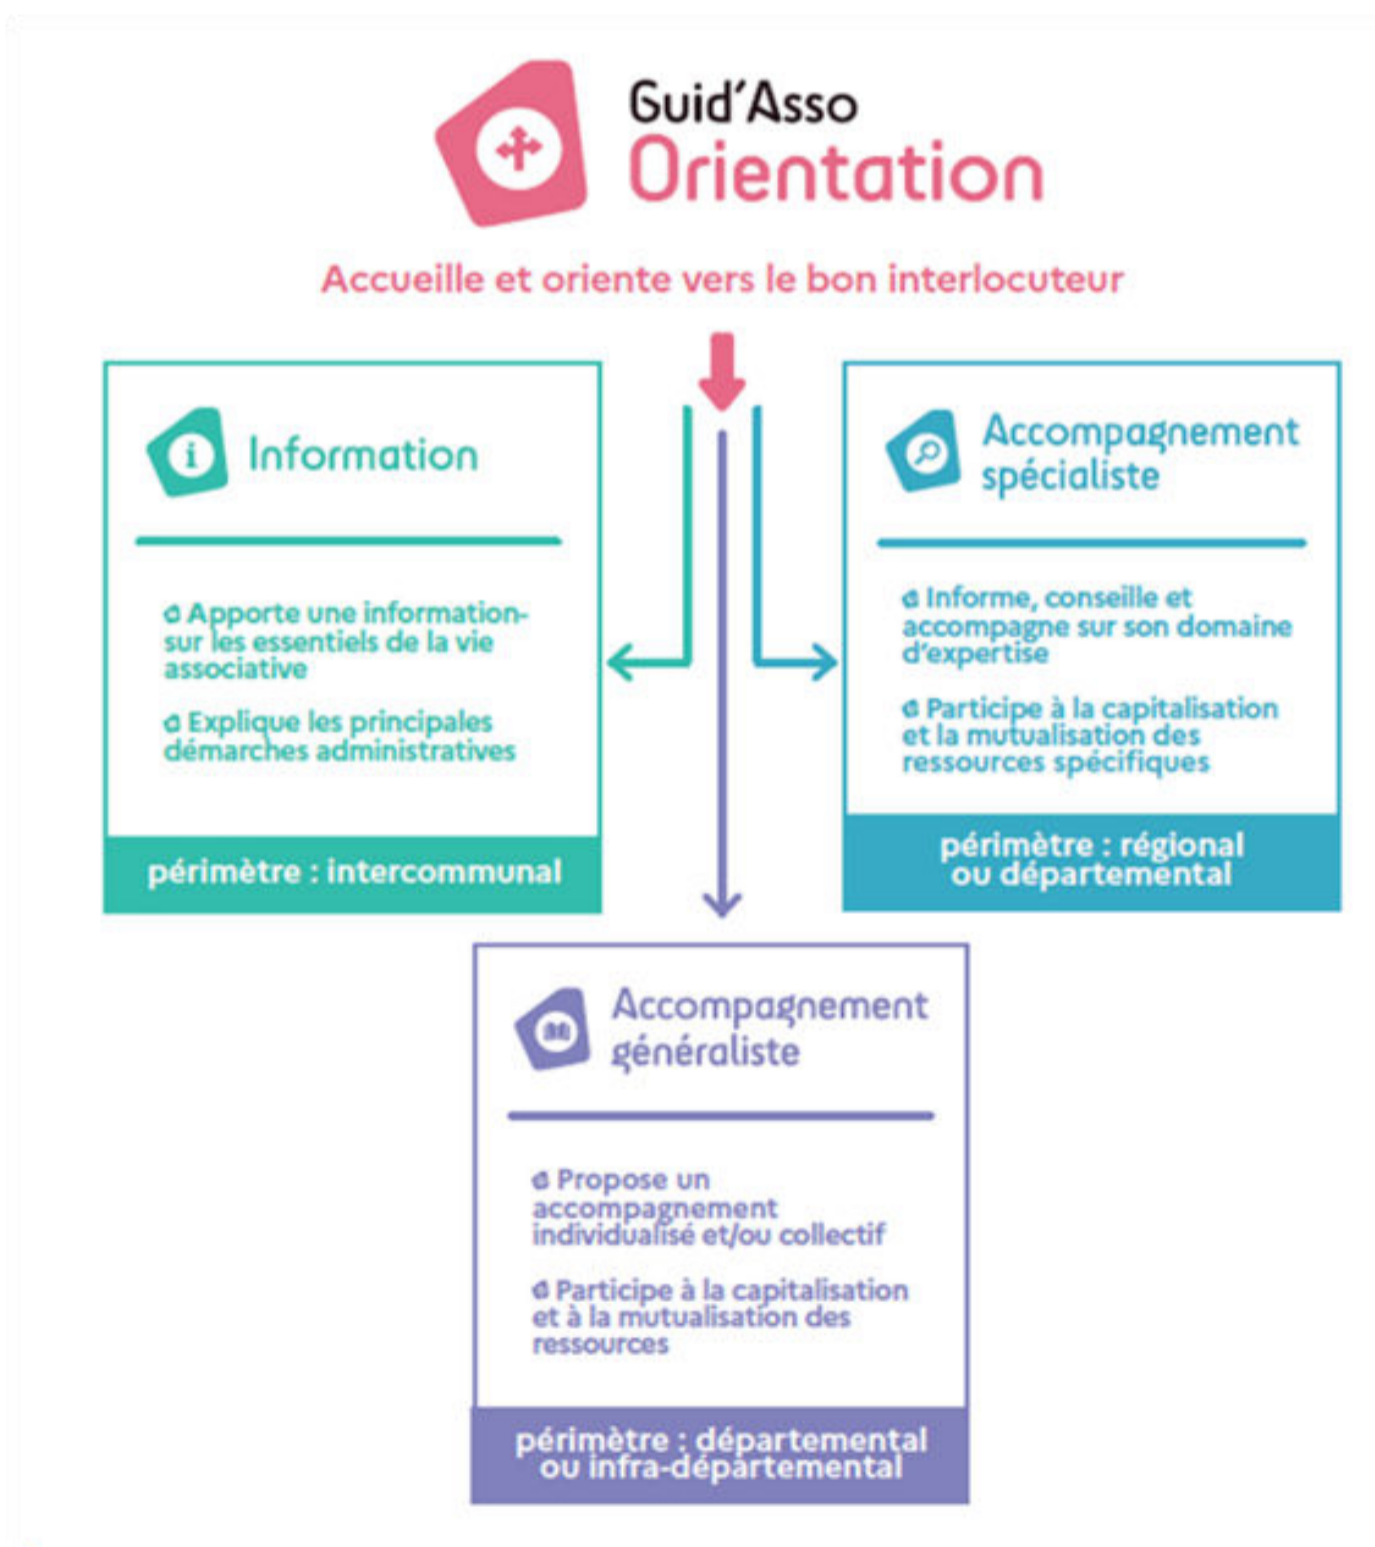 Guid'Asso
Orientation
Accueille et oriente vers le bon interlocuteur
Information
Apporte une information-
sur les essentiels de la vie
associative
Explique les principales
démarches administratives
périmètre : intercommunal
Accompagnement
spécialiste
Informe, conseille et
accompagne sur son domaine
d'expertise
Participe à la capitalisation
et la mutualisation des
ressources spécifiques
périmètre : régional
ou départemental
Accompagnement
généraliste
Propose un
accompagnement
individualisé et/ou collectif
Participe à la capitalisation
et à la mutualisation des
ressources
périmètre : départemental
ou infra-départemental